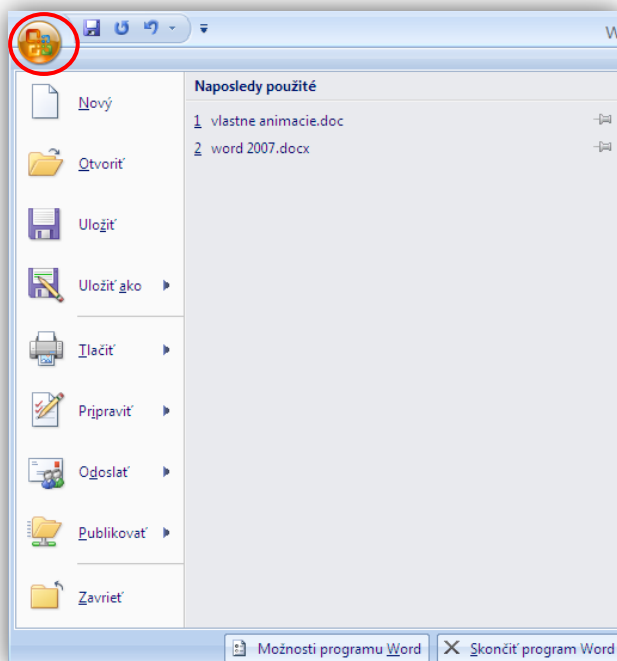 W
Nový
Otvoriť
Uložiť
Uložiť ako
Tlačiť
Pripraviť
Odoslať
Publikovať
Zavrieť
Naposledy použité
1 vlastne animacie.doc
2 word 2007.docx
Možnosti programu Word
Skončiť program Word